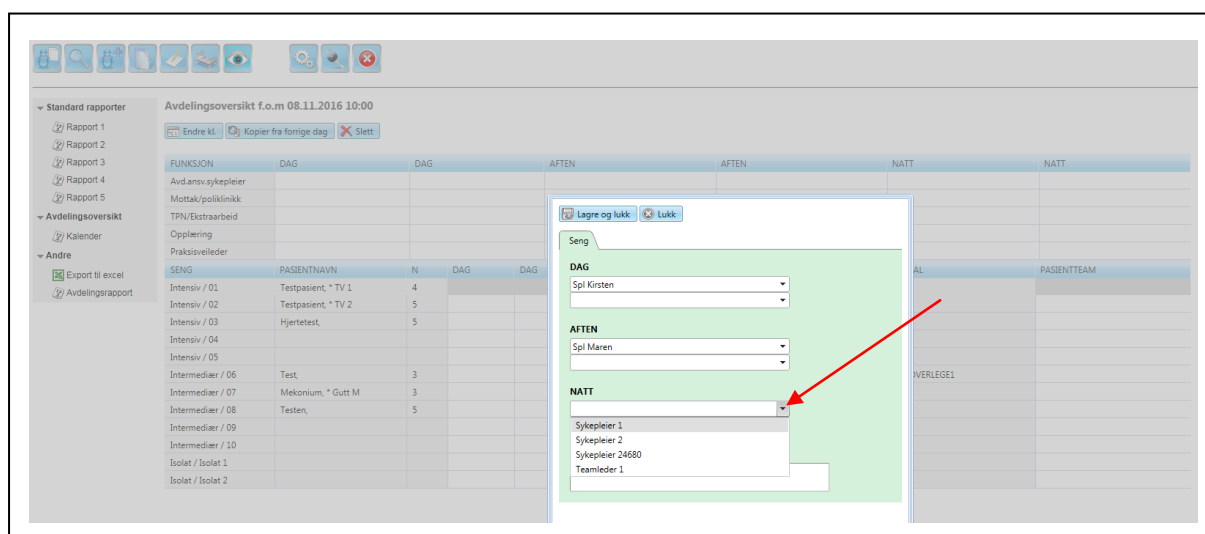 Standard rapporter
Rapport 1
Rapport 2
Rapport 3
Rapport 4
Rapport 5
Avdelingsoversikt
Kalender
Andre
Export til excel
Avdelingsrapport
Avdelingsoversikt f.o.m 08.11.2016 10:00
Endre kl. Kopier fra forrige dag Slett
FUNKSJON DAG DAG AFTEN AFTEN NATT NATT
Avd.ansv.sykepleier
Mottak/poliklinikk
TPN/Ekstraarbeid
Opplæring
Praksisveileder
SENG PASIENTNAVN N DAG DAG PASIENTTEAM
Intensiv / 01 Testpasient, * TV 1 4
Intensiv / 02 Testpasient, * TV 2 5
Intensiv / 03 Hjertetest, 5
Intensiv / 04
Intensiv / 05
Intermediær / 06 Test, 3 OVERLEGE1
Intermediær / 07 Mekonium, * Gutt M 3
Intermediær / 08 Testen, 5
Intermediær / 09
Intermediær / 10
Isolat / Isolat 1
Isolat / Isolat 2
Lagre og lukk Lukk
Seng
DAG
Spl Kirsten
AFTEN
Spl Maren
NATT
Sykepleier 1
Sykepleier 2
Sykepleier 24680
Teamleder 1